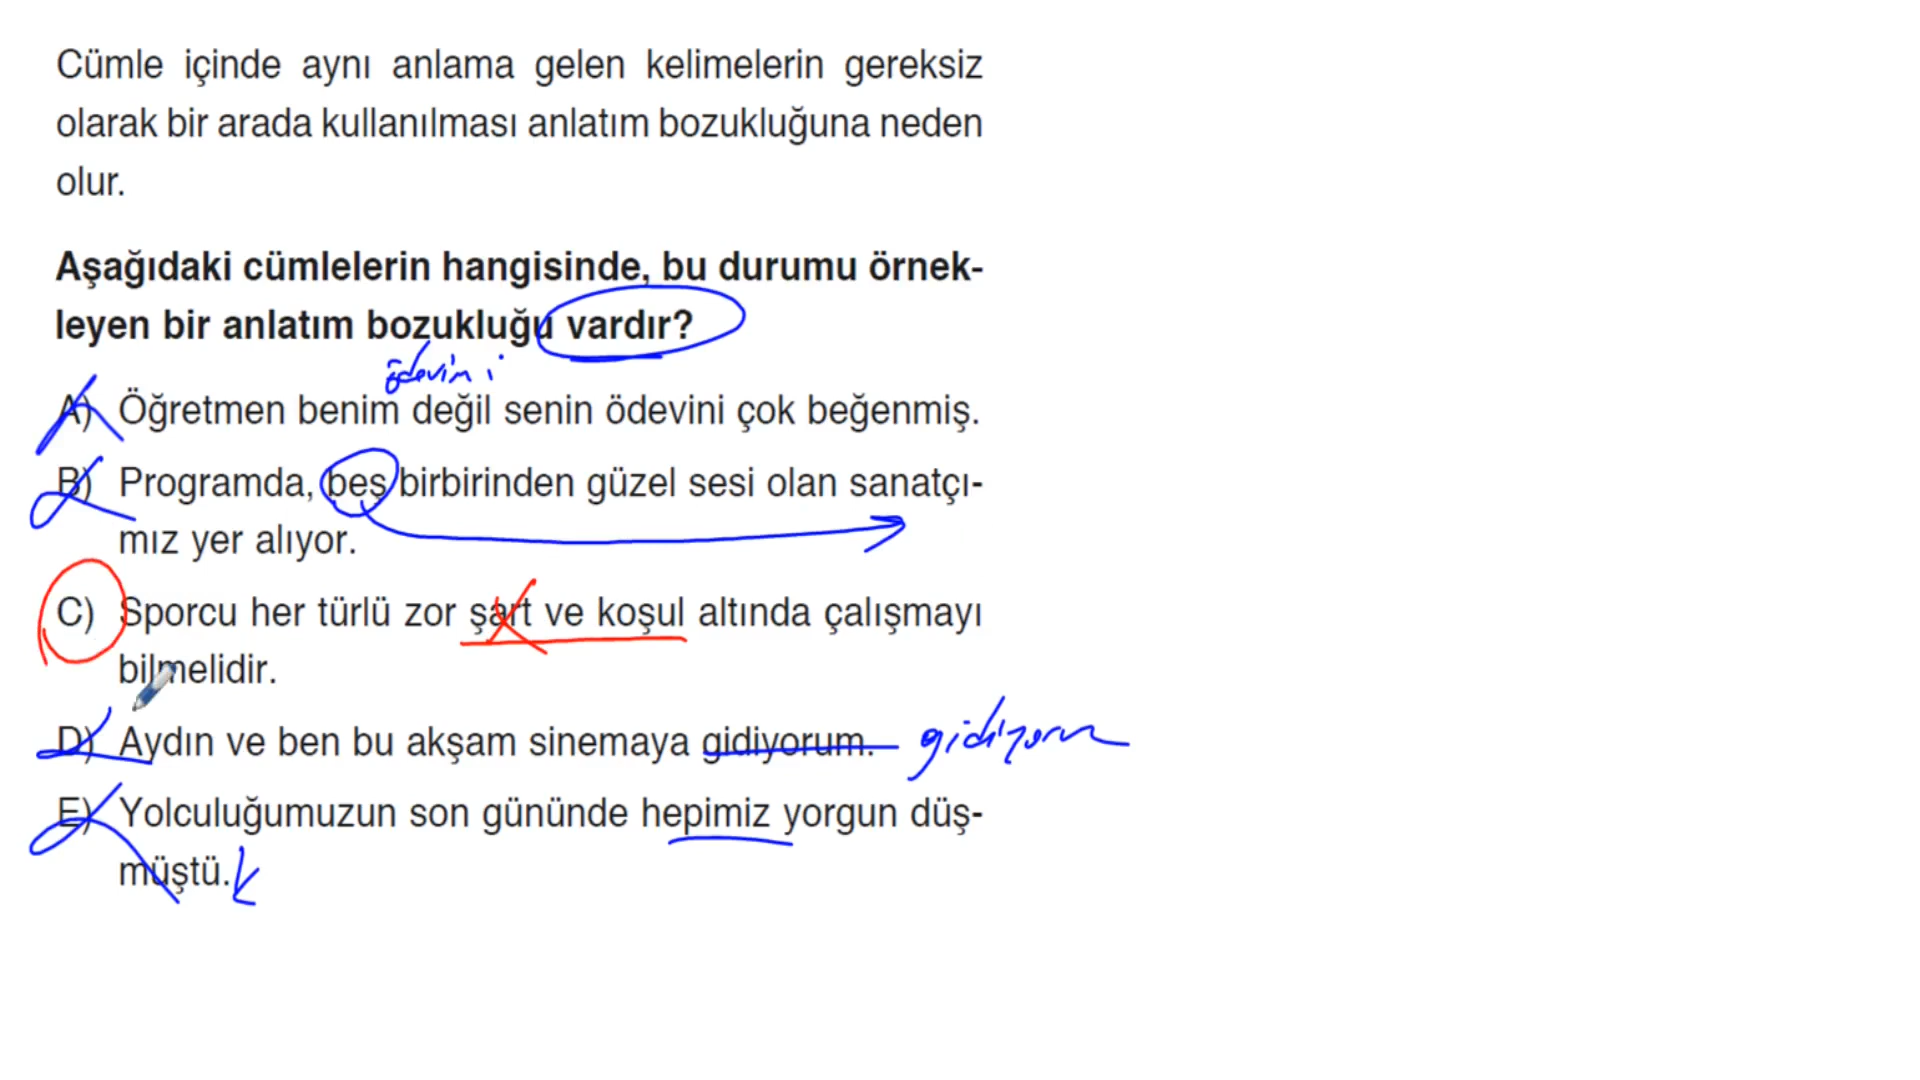 Cümle içinde aynı anlama gelen kelimelerin gereksiz
olarak bir arada kullanılması anlatım bozukluğuna neden
olur.
Aşağıdaki cümlelerin hangisinde, bu durumu örnek-
leyen bir anlatım bozukluğu vardır?
ödevimi
A) Öğretmen benim değil senin ödevini çok beğenmiş.
B) Programda, beş birbirinden güzel sesi olan sanatçı-
mız yer alıyor.
C) Sporcu her türlü zor şart ve koşul altında çalışmayı
bilmelidir.
D) Aydın ve ben bu akşam sinemaya gidiyorum.
E) Yolculuğumuzun son gününde hepimiz yorgun düş-
müştü. k